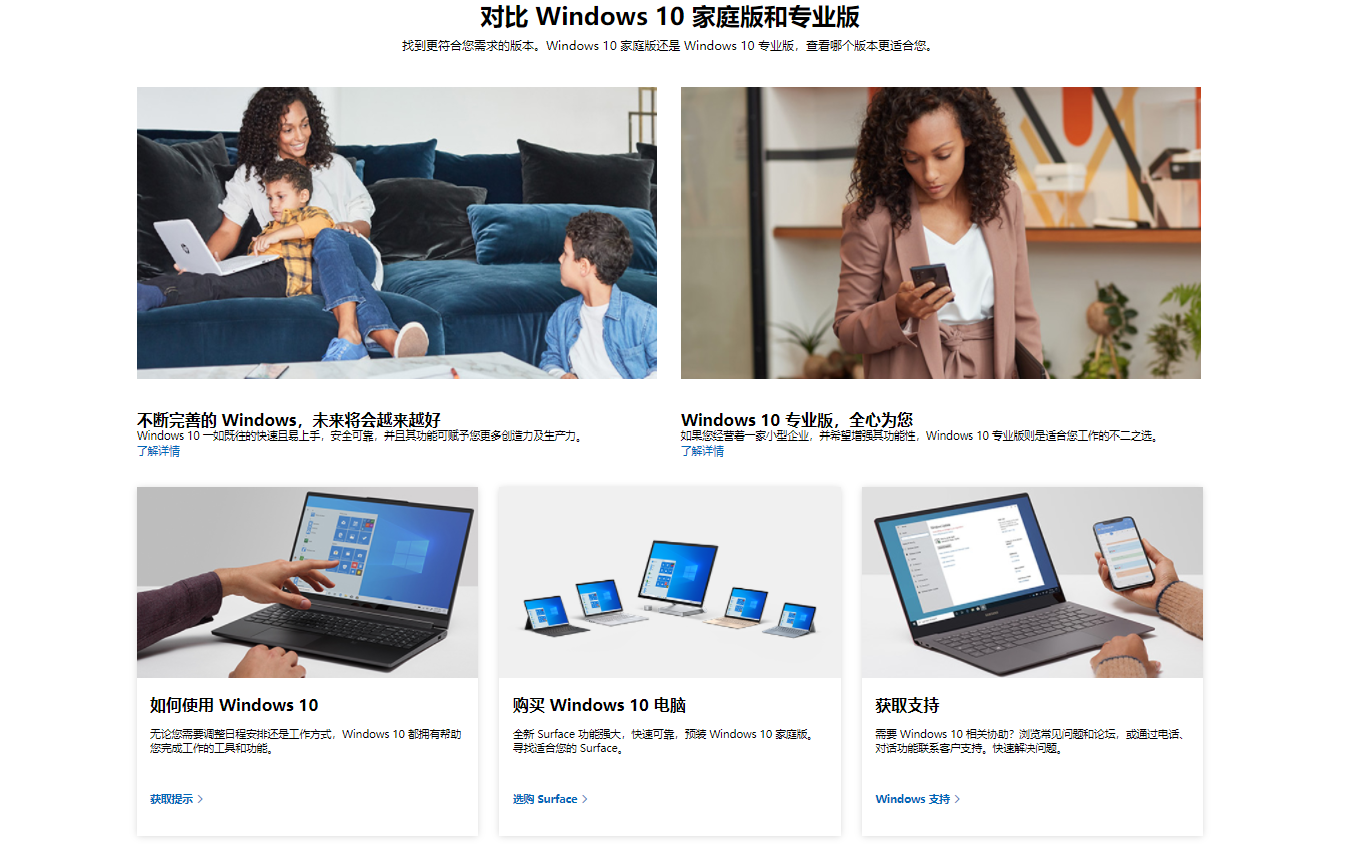 对比 Windows 10 家庭版和专业版
找到更符合您需求的版本。Windows 10 家庭版还是 Windows 10 专业版，查看哪个版本更适合您。
不断完善的 Windows，未来将会越来越好
Windows 10 一如既往的快速且易上手，安全可靠，并且其功能可赋予您更多创造力及生产力。
了解详情
Windows 10 专业版，全心为您
如果您经营着一家小型企业，并希望增强其功能性，Windows 10 专业版则是适合您工作的不二之选。
了解详情
如何使用 Windows 10
无论您需要调整日程安排还是工作方式，Windows 10 都拥有帮助
您完成工作的工具和功能。
获取提示
购买 Windows 10 电脑
全新 Surface 功能强大，快速可靠，预装 Windows 10 家庭版。
寻找适合您的 Surface。
选购 Surface
获取支持
需要 Windows 10 相关协助？浏览常见问题和论坛，或通过电话、
对话功能联系客户支持。快速解决问题。
Windows 支持